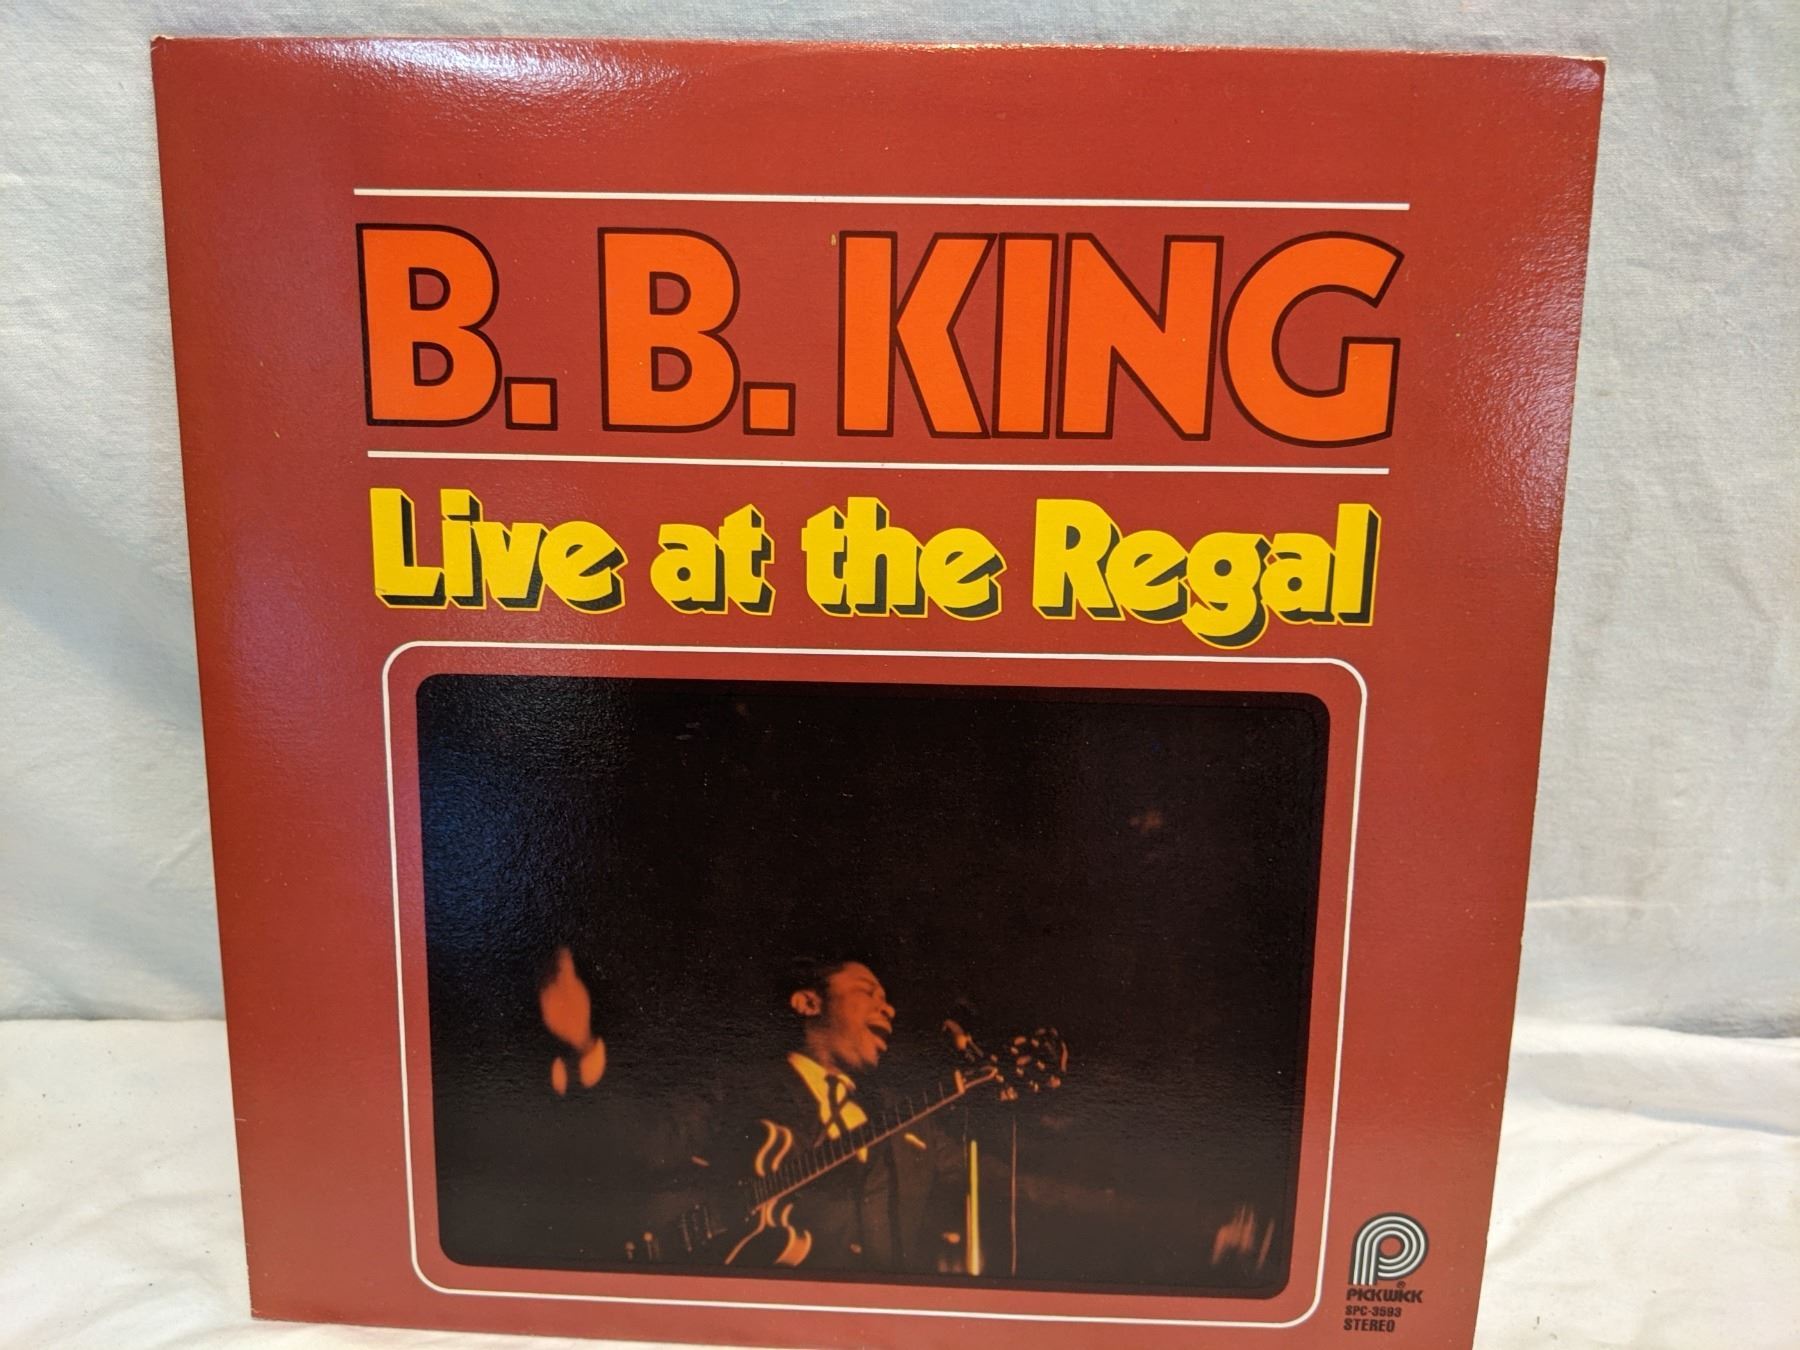 B. B. KING
Live at the Regal
PICKWICK
SPC-3593
STEREO